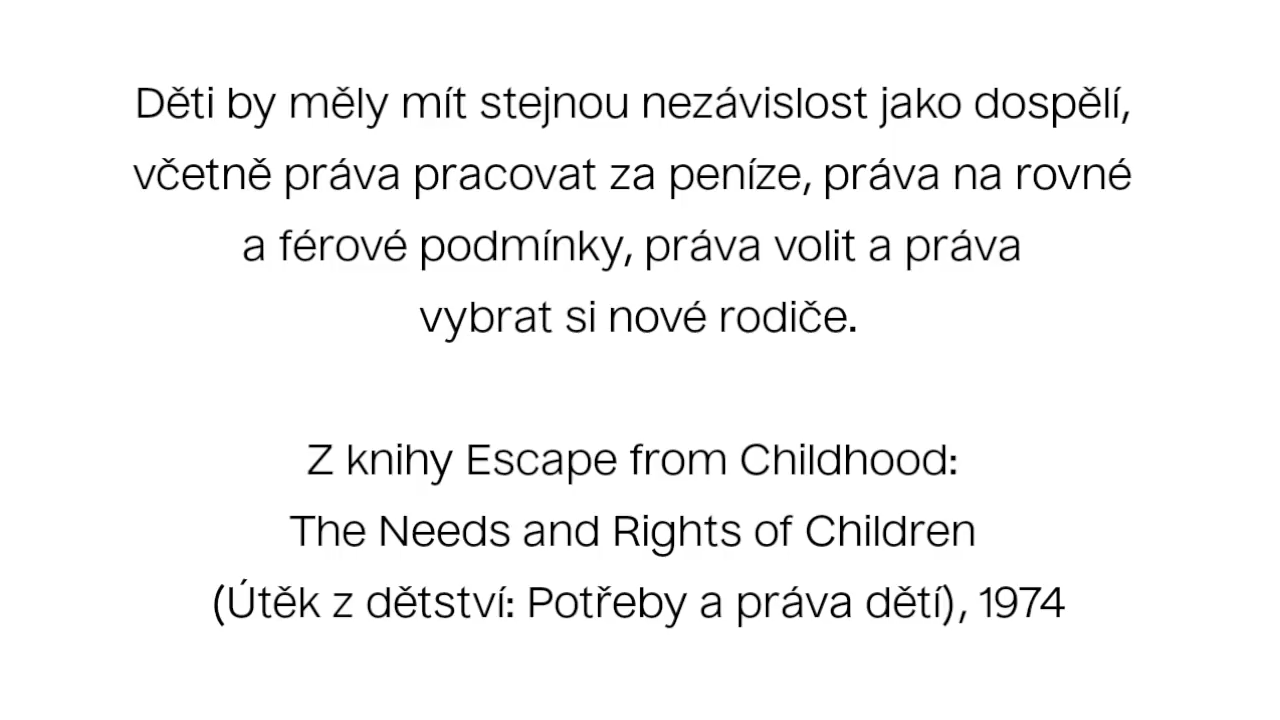 Děti by měly mít stejnou nezávislost jako dospělí,
včetně práva pracovat za peníze, práva na rovné
a férové podmínky, práva volit a práva
vybrat si nové rodiče.
Z knihy Escape from Childhood:
The Needs and Rights of Children
(Útěk z dětství: Potřeby a práva dětí), 1974